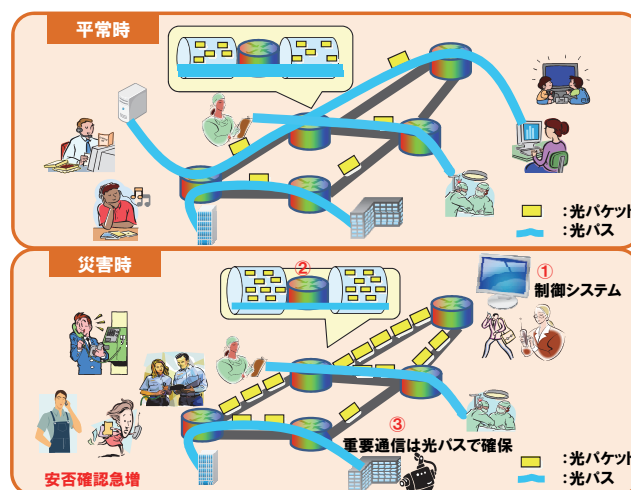 平常時
:光パケット
:光パス
災害時
②
①
制御システム
③
重要通信は光パスで確保
安否確認急増
:光パケット
:光パス